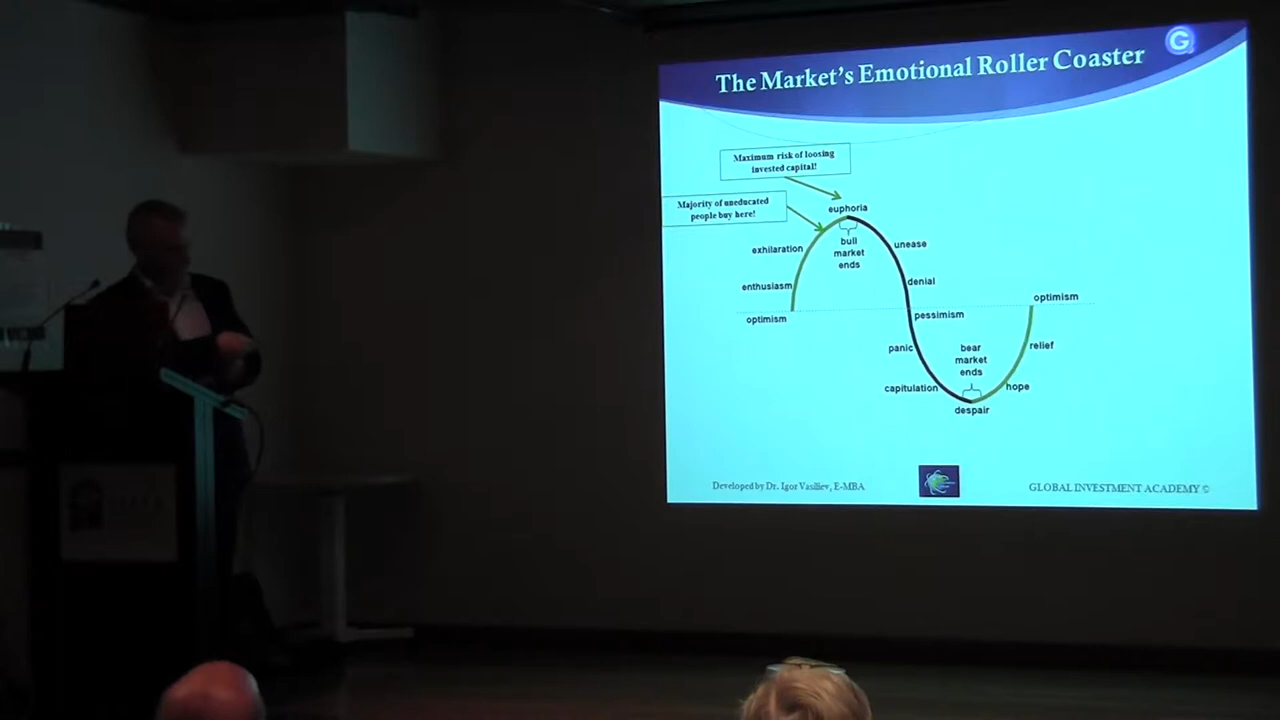 The Market's Emotional Roller Coaster
G
Maximum risk of loosing
invested capital!
Majority of uneducated
people buy here!
euphoria
bull
market
ends
exhilaration
unease
enthusiasm
denial
optimism
pessimism
optimism
panic
bear
market
ends
relief
capitulation
hope
despair
Developed by Dr. Igor Vasiliev, E-MBA
GLOBAL INVESTMENT ACADEMY ©